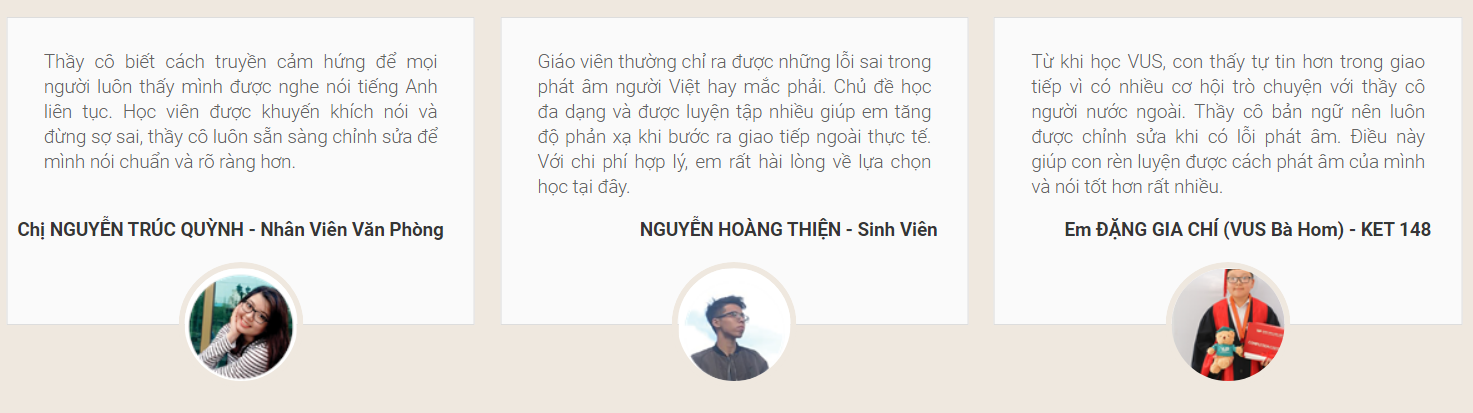 Thầy cô biết cách truyền cảm hứng để mọi
người luôn thấy mình được nghe nói tiếng Anh
liên tục. Học viên được khuyến khích nói và
đừng sợ sai, thầy cô luôn sẵn sàng chỉnh sửa để
mình nói chuẩn và rõ ràng hơn.
Chị NGUYỄN TRÚC QUỲNH - Nhân Viên Văn Phòng
Giáo viên thường chỉ ra được những lỗi sai trong
phát âm người Việt hay mắc phải. Chủ đề học
đa dạng và được luyện tập nhiều giúp em tăng
độ phản xạ khi bước ra giao tiếp ngoài thực tế.
Với chi phí hợp lý, em rất hài lòng về lựa chọn
học tại đây.
NGUYỄN HOÀNG THIỆN - Sinh Viên
Từ khi học VUS, con thấy tự tin hơn trong giao
tiếp vì có nhiều cơ hội trò chuyện với thầy cô
người nước ngoài. Thầy cô bản ngữ nên luôn
được chỉnh sửa khi có lỗi phát âm. Điều này
giúp con rèn luyện được cách phát âm của mình
và nói tốt hơn rất nhiều.
Em ĐẶNG GIA CHÍ (VUS Bà Hom) - KET 148